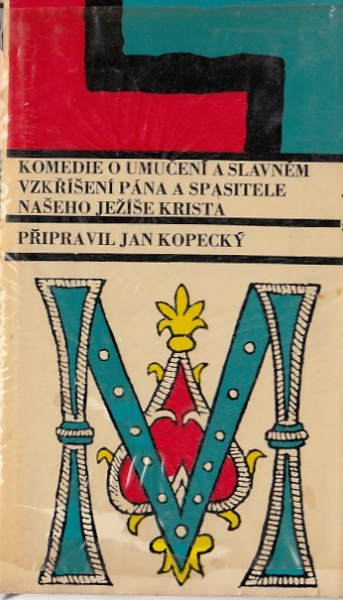 KOMEDIE O UMUČENÍ A SLAVNÉM
VZKŘÍŠENÍ PÁNA A SPASITELE
NAŠEHO JEŽÍŠE KRISTA
PŘIPRAVIL JAN KOPECKÝ
M